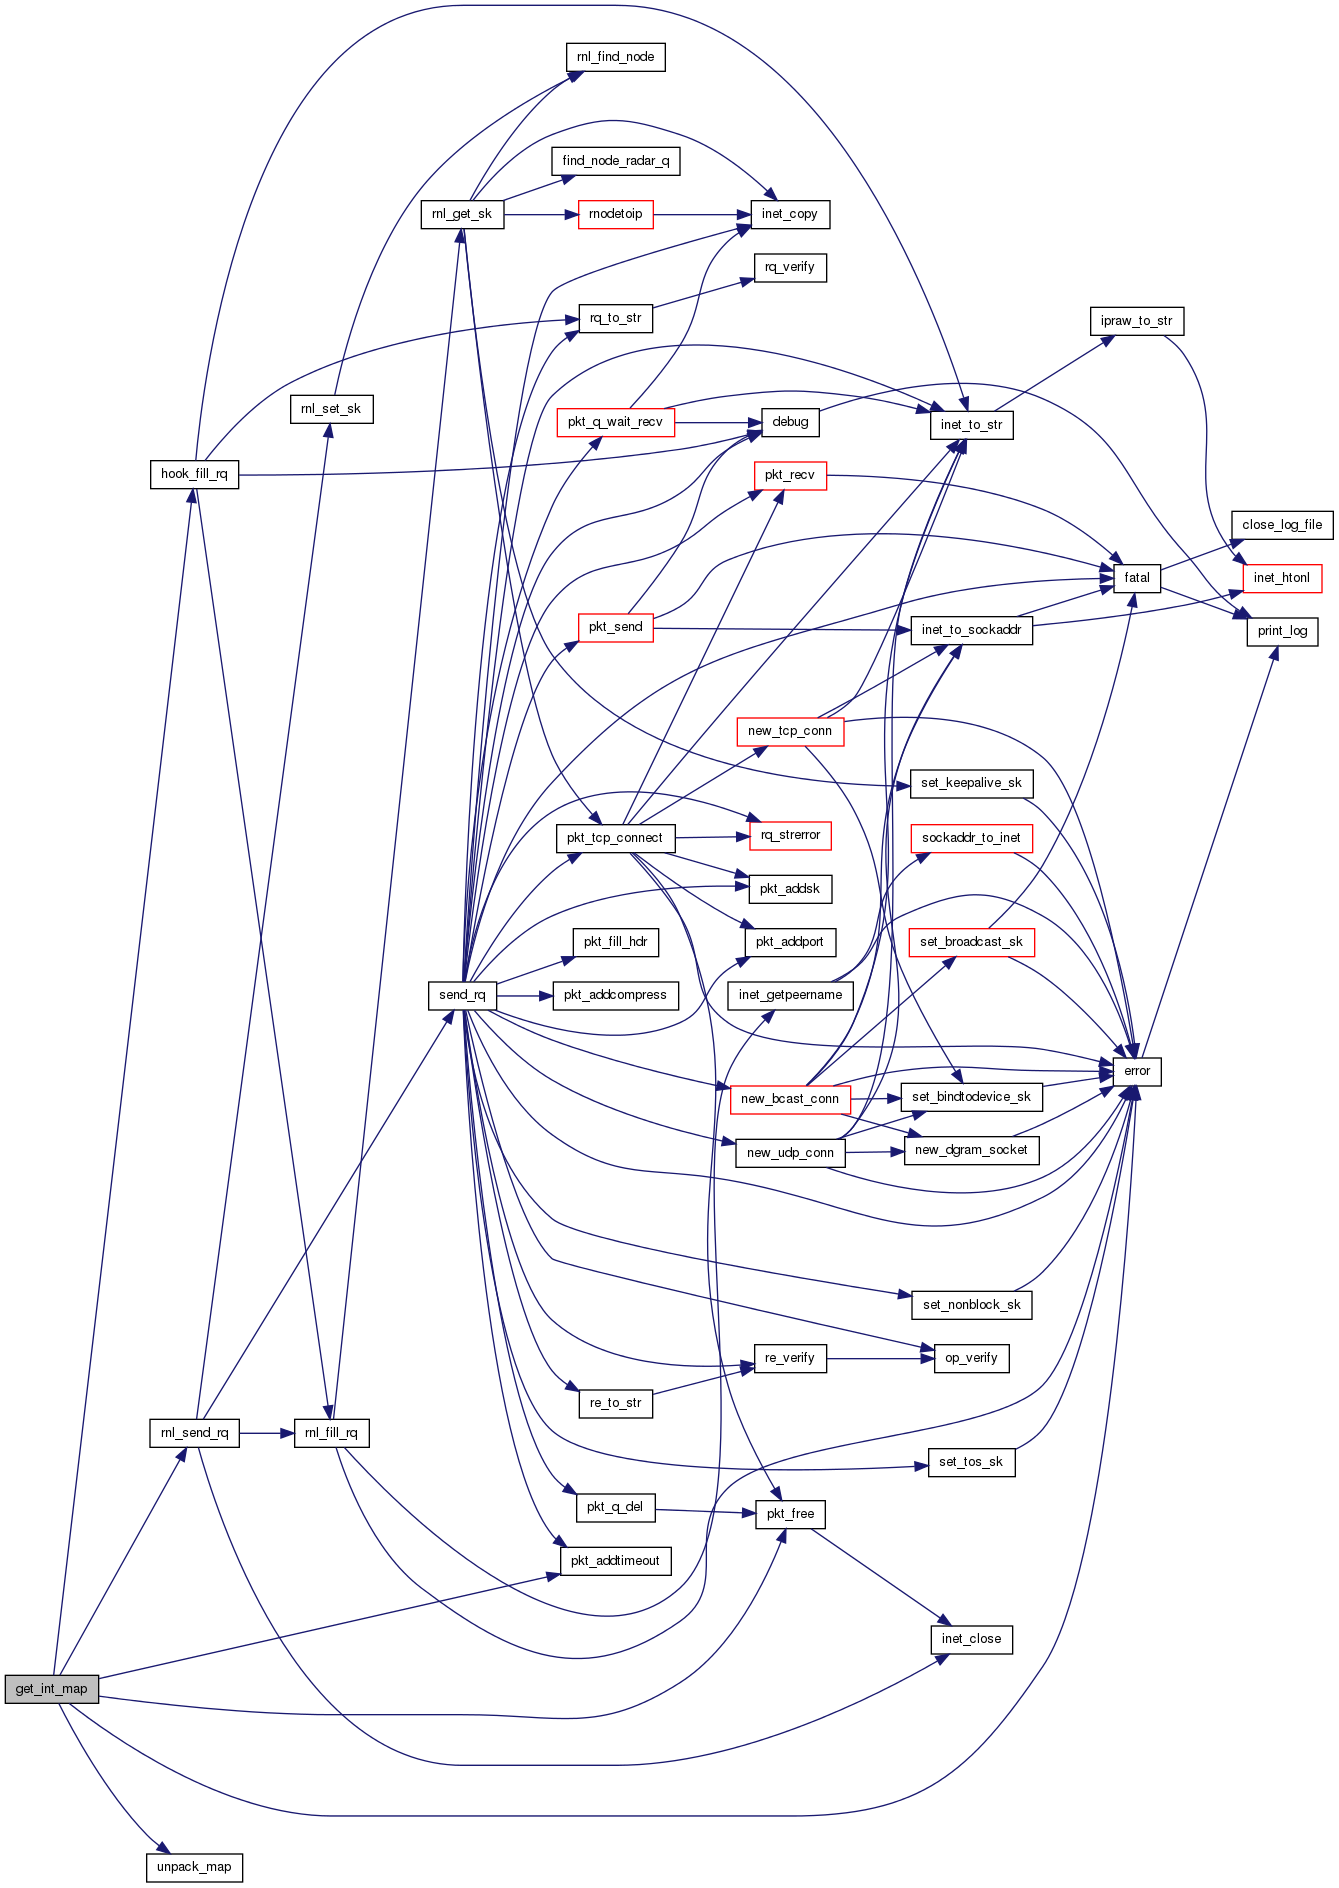 rnl_find_node
find_node_radar_q
rnl_get_sk
rnodetoip
inet_copy
rq_verify
rq_to_str
ipraw_to_str
rnl_set_sk
pkt_q_wait_recv
debug
inet_to_str
hook_fill_rq
pkt_recv
close_log_file
fatal
inet_htonl
pkt_send
inet_to_sockaddr
print_log
new_tcp_conn
set_keepalive_sk
pkt_tcp_connect
rq_strerror
sockaddr_to_inet
pkt_addsk
pkt_fill_hdr
pkt_addport
set_broadcast_sk
send_rq
pkt_addcompress
inet_getpeername
error
new_bcast_conn
set_bindtodevice_sk
new_udp_conn
new_dgram_socket
set_nonblock_sk
re_verify
op_verify
re_to_str
rnl_send_rq
rnl_fill_rq
set_tos_sk
pkt_q_del
pkt_free
pkt_addtimeout
inet_close
get_int_map
unpack_map